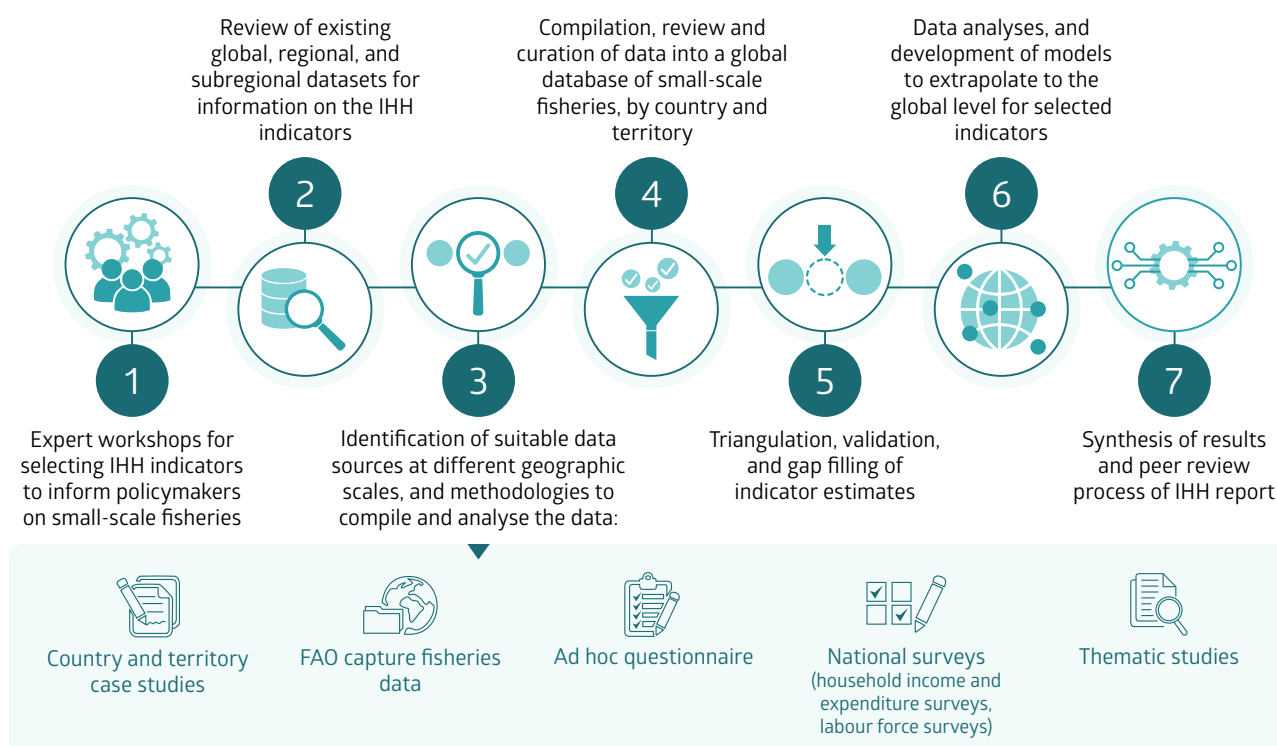 1
Expert workshops for
selecting IHH indicators
to inform policymakers
on small-scale fisheries
Review of existing
global, regional, and
subregional datasets for
information on the IHH
indicators
2
3
Identification of suitable data
sources at different geographic
scales, and methodologies to
compile and analyse the data:
Compilation, review and
curation of data into a global
database of small-scale
fisheries, by country and
territory
4
5
Triangulation, validation,
and gap filling of
indicator estimates
Data analyses, and
development of models
to extrapolate to the
global level for selected
indicators
6
7
Synthesis of results
and peer review
process of IHH report
Country and territory
case studies
FAO capture fisheries
data
Ad hoc questionnaire
National surveys
(household income and
expenditure surveys,
labour force surveys)
Thematic studies